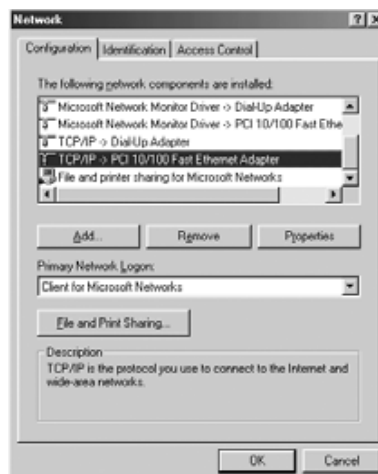 Network
? X
Configuration Identification Access Control
The following network components are installed:
Microsoft Network Monitor Driver -> Dial-Up Adapter
Microsoft Network Monitor Driver -> PCI 10/100 Fast Ethe
TCP/IP -> Dial-Up Adapter
TCP/IP -> PCI 10/100 Fast Ethernet Adapter
File and printer sharing for Microsoft Networks
Add... Remove Properties
Primary Network Logon:
Client for Microsoft Networks
File and Print Sharing...
Description
TCP/IP is the protocol you use to connect to the Internet and
wide-area networks.
OK Cancel